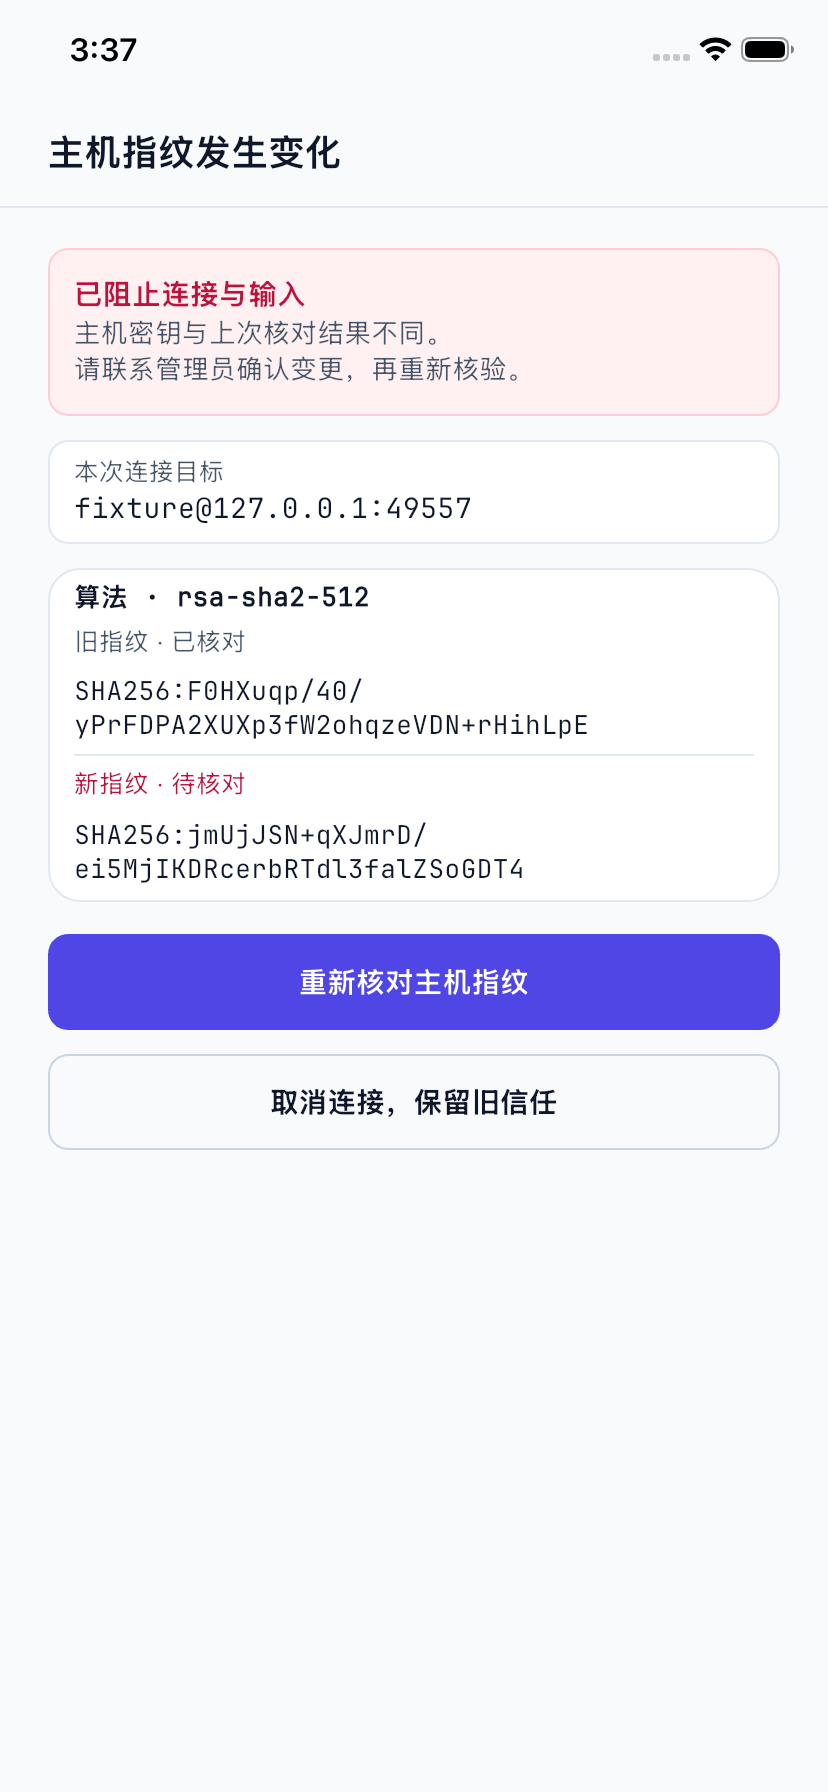 3:37
主机指纹发生变化
已阻止连接与输入
主机密钥与上次核对结果不同。
请联系管理员确认变更，再重新核验。
本次连接目标
fixture@127.0.0.1:49557
算法 · rsa-sha2-512
旧指纹 · 已核对
SHA256:F0HXuqp/40/
yPrFDPA2XUXp3fW2ohqzeVDN+rHihLpE
新指纹 · 待核对
SHA256:jmUjJSN+qXJmrD/
ei5MjIKDRcerbRTdl3falZSoGDT4
重新核对主机指纹
取消连接，保留旧信任